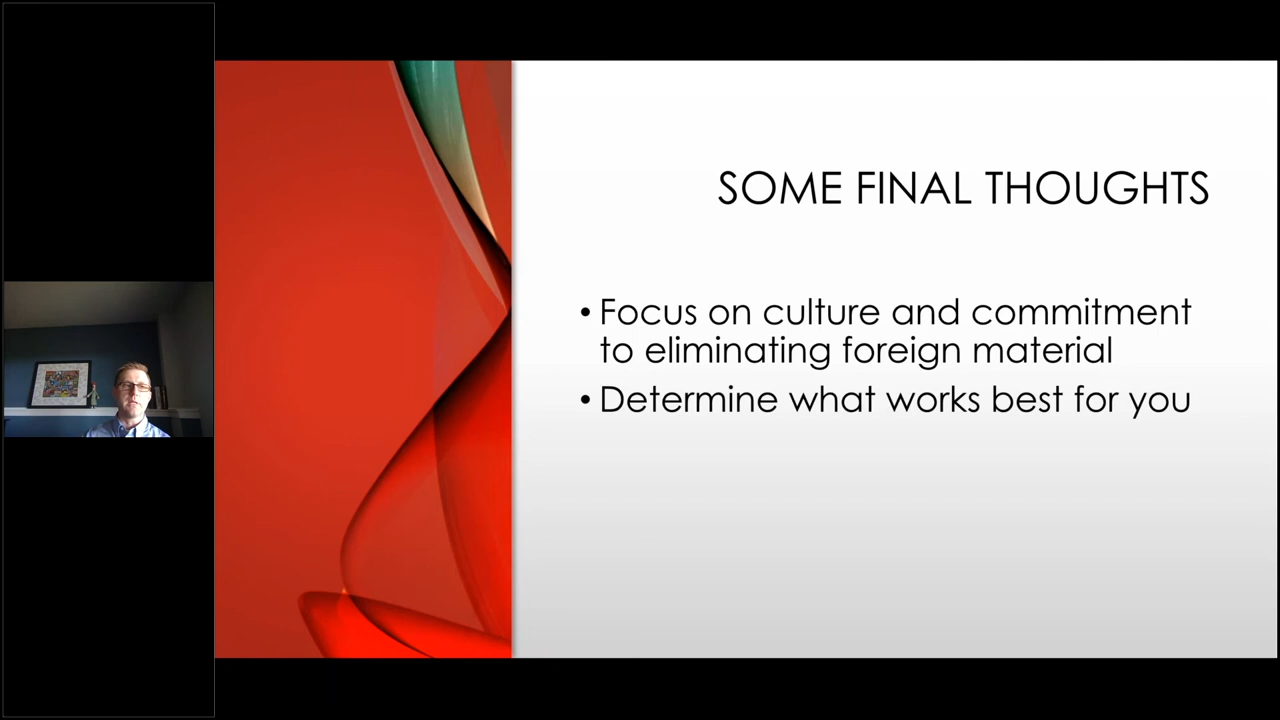 SOME FINAL THOUGHTS
• Focus on culture and commitment
to eliminating foreign material
• Determine what works best for you